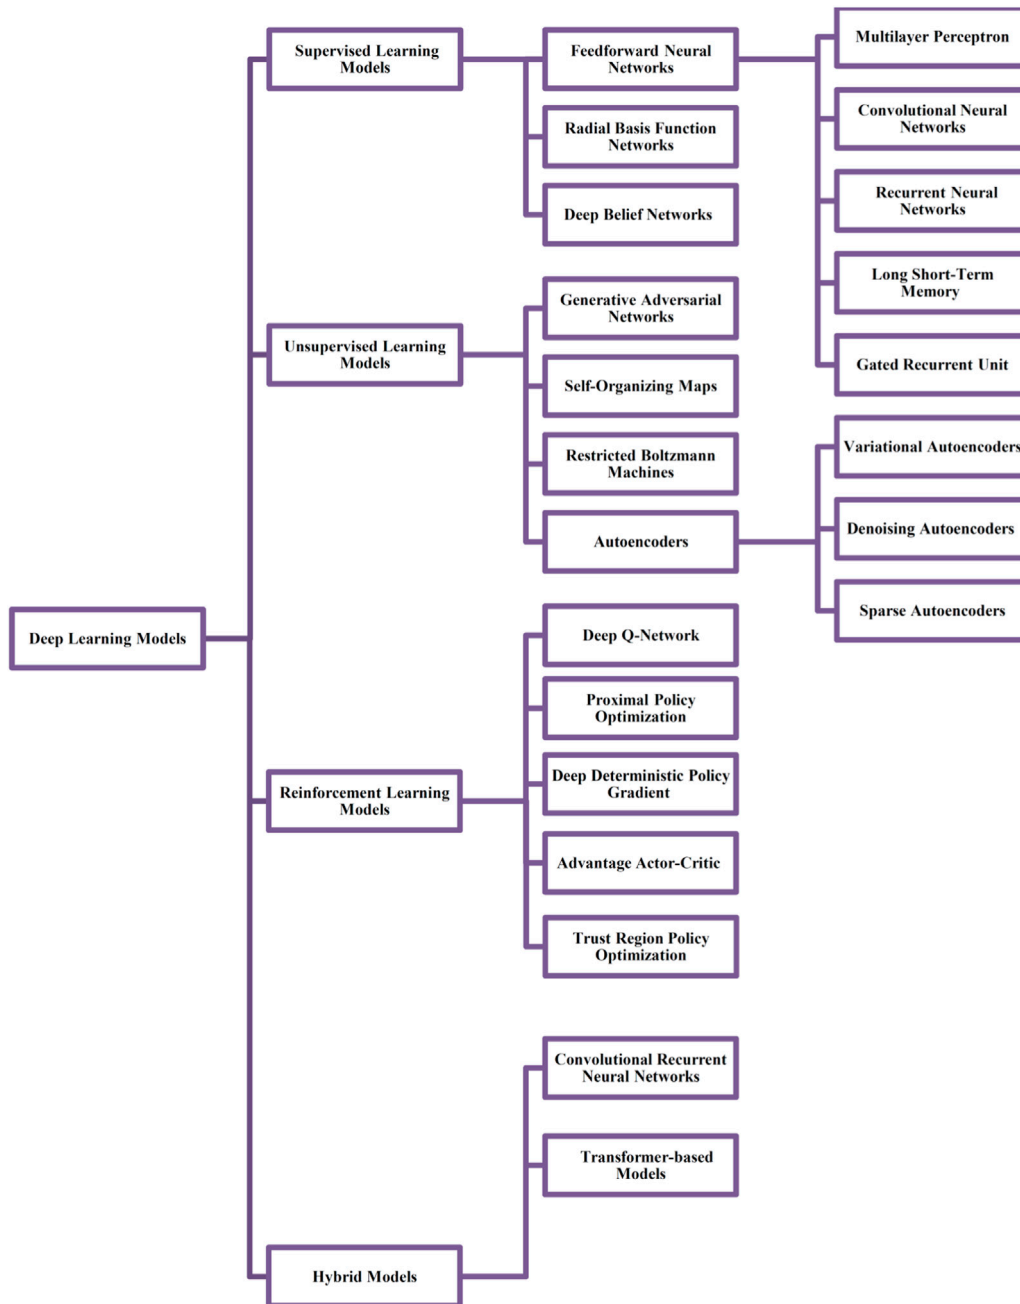 Deep Learning Models
Supervised Learning
Models
Feedforward Neural
Networks
Multilayer Perceptron
Convolutional Neural
Networks
Recurrent Neural
Networks
Long Short-Term
Memory
Gated Recurrent Unit
Radial Basis Function
Networks
Deep Belief Networks
Unsupervised Learning
Models
Generative Adversarial
Networks
Self-Organizing Maps
Restricted Boltzmann
Machines
Autoencoders
Variational Autoencoders
Denoising Autoencoders
Sparse Autoencoders
Reinforcement Learning
Models
Deep Q-Network
Proximal Policy
Optimization
Deep Deterministic Policy
Gradient
Advantage Actor-Critic
Trust Region Policy
Optimization
Hybrid Models
Convolutional Recurrent
Neural Networks
Transformer-based
Models